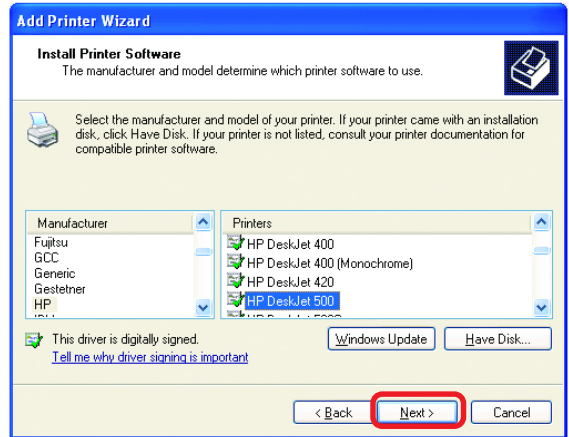 Add Printer Wizard
Install Printer Software
The manufacturer and model determine which printer software to use.
Select the manufacturer and model of your printer. If your printer came with an installation
disk, click Have Disk. If your printer is not listed, consult your printer documentation for
compatible printer software.
Manufacturer
Fujitsu
GCC
Generic
Gestetner
HP
Printers
HP DeskJet 400
HP DeskJet 400 (Monochrome)
HP DeskJet 420
HP DeskJet 500
This driver is digitally signed.
Tell me why driver signing is important
Windows Update
Have Disk...
< Back
Next >
Cancel